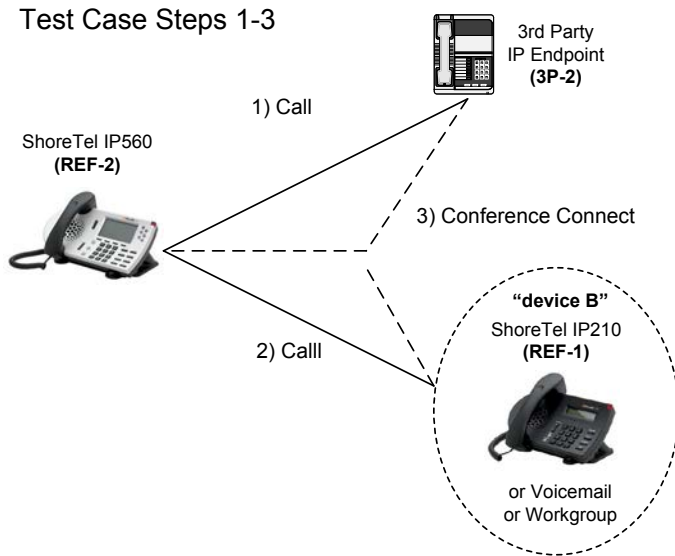 Test Case Steps 1-3
3rd Party
IP Endpoint
(3P-2)
1) Call
ShoreTel IP560
(REF-2)
3) Conference Connect
“device B”
ShoreTel IP210
(REF-1)
2) Calll
or Voicemail
or Workgroup